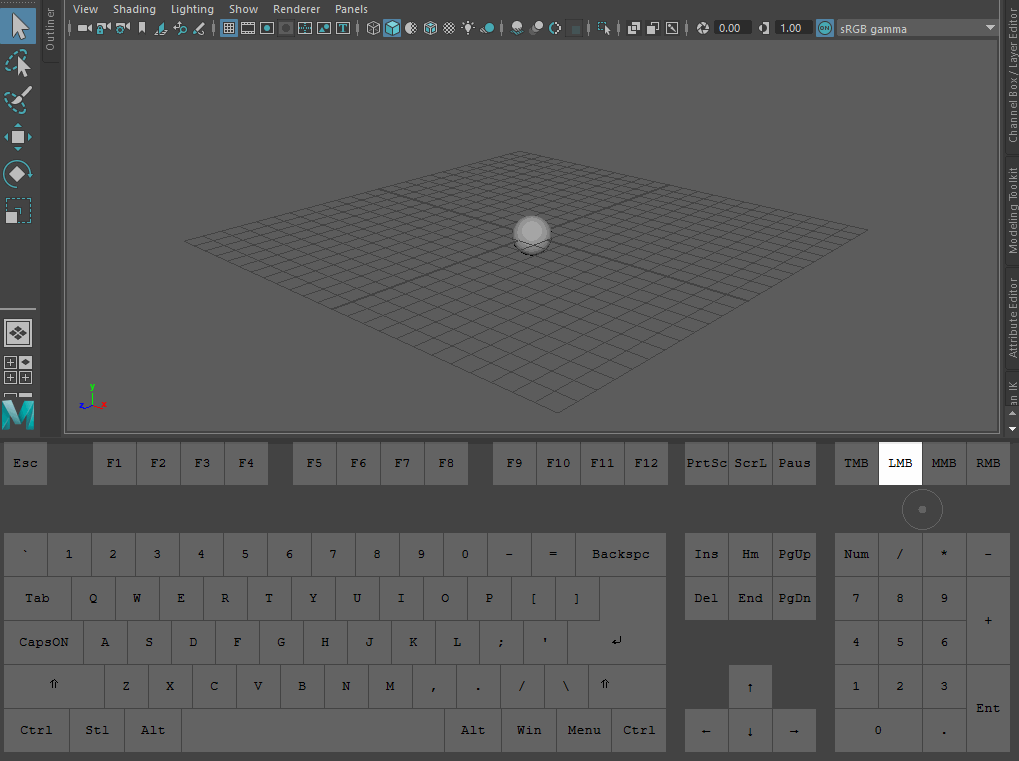 View Shading Lighting Show Renderer Panels
Outliner
0.00 1.00 ON sRGB gamma
Channel Box / Layer Editor
Modeling Toolkit
Attribute Editor
an IK
y
z x
M
Esc F1 F2 F3 F4 F5 F6 F7 F8 F9 F10 F11 F12 PrtSc ScrL Paus TMB LMB MMB RMB
` 1 2 3 4 5 6 7 8 9 0 - = Backspc Ins Hm PgUp Num / * -
Tab Q W E R T Y U I O P [ ] Del End PgDn 7 8 9 +
CapsON A S D F G H J K L ; ' ↵ 4 5 6
⇧ Z X C V B N M , . / \ ⇧ ↑ 1 2 3 Ent
Ctrl Stl Alt Alt Win Menu Ctrl ← ↓ → 0 .